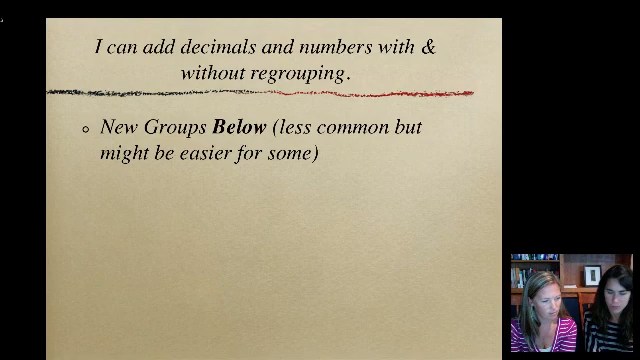 I can add decimals and numbers with &
without regrouping.
New Groups Below (less common but
might be easier for some)